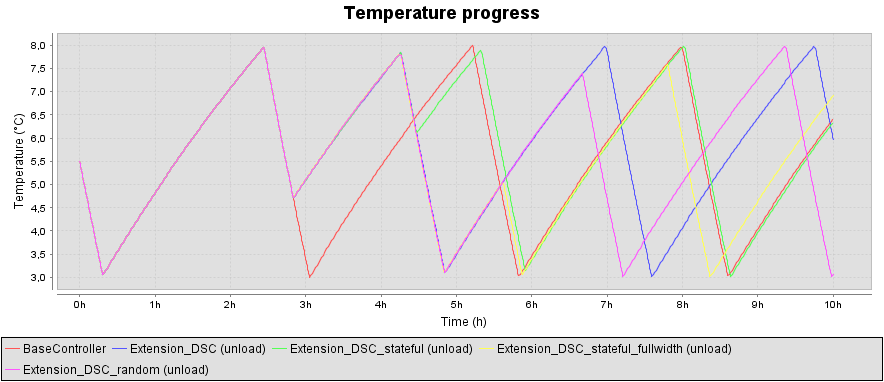 Temperature progress
Temperature (°C)
8,0
7,5
7,0
6,5
6,0
5,5
5,0
4,5
4,0
3,5
3,0
0h 1h 2h 3h 4h 5h 6h 7h 8h 9h 10h
Time (h)
BaseController Extension_DSC (unload) Extension_DSC_stateful (unload) Extension_DSC_stateful_fullwidth (unload)
Extension_DSC_random (unload)